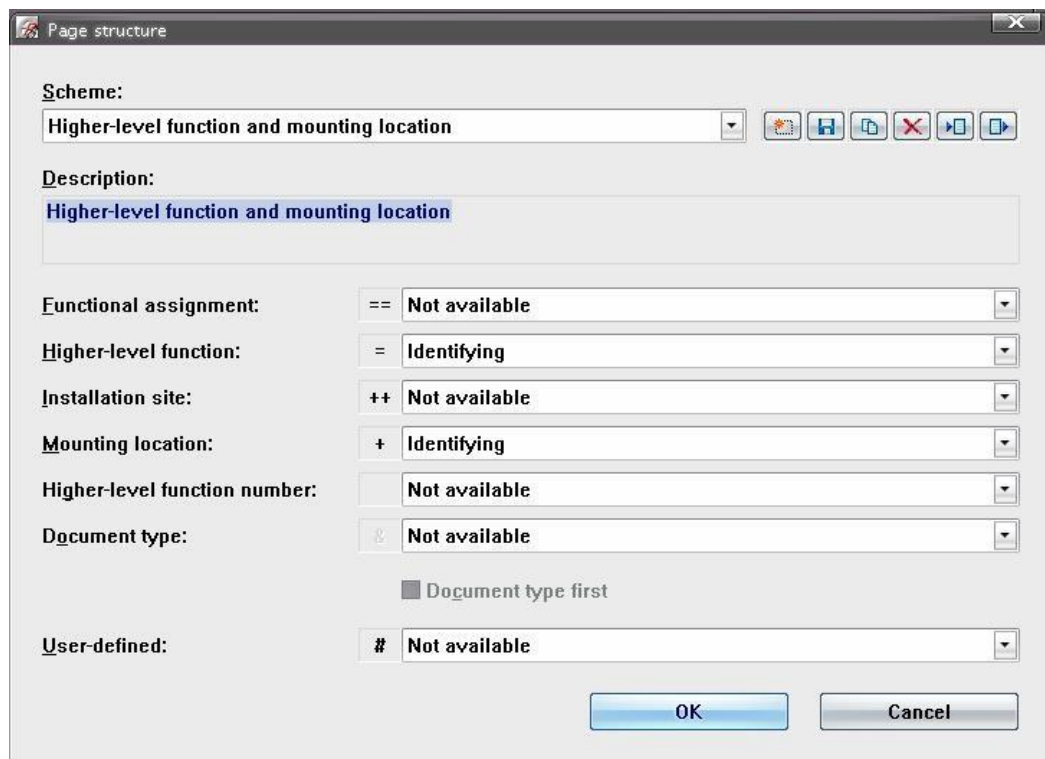 Page structure
Scheme:
Higher-level function and mounting location
Description:
Higher-level function and mounting location
Functional assignment: == Not available
Higher-level function: = Identifying
Installation site: ++ Not available
Mounting location: + Identifying
Higher-level function number: Not available
Document type: & Not available
Document type first
User-defined: # Not available
OK Cancel